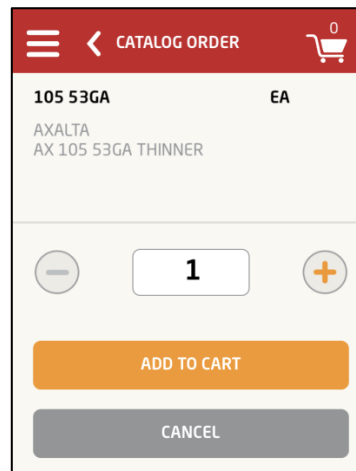 CATALOG ORDER 0
105 53GA EA
AXALTA
AX 105 53GA THINNER
1
ADD TO CART
CANCEL